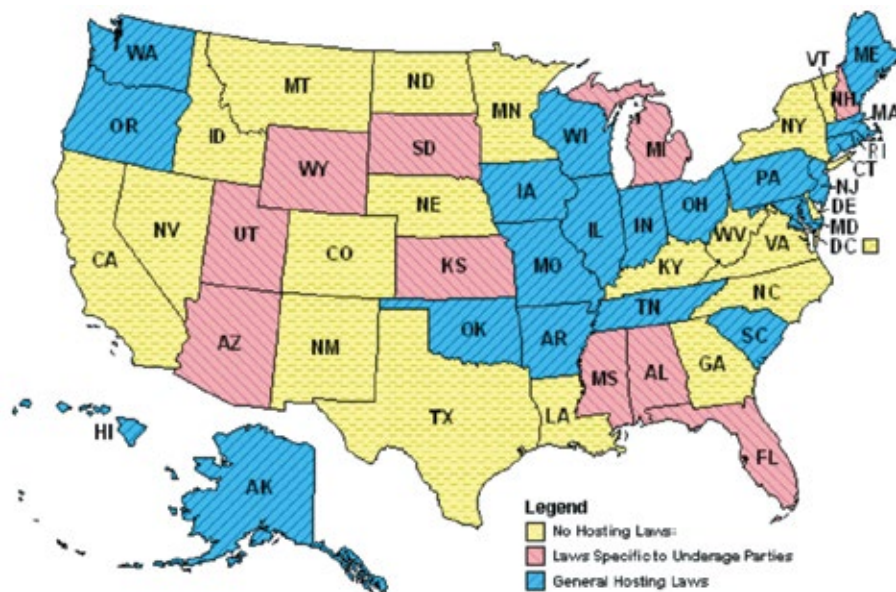 WA
MT
ND
MN
OR
ID
WY
SD
WI
MI
NY
VT
NH
ME
MA
RI
CT
NJ
DE
MD
DC
PA
IA
NE
NV
UT
CO
CA
KS
MO
IL
IN
OH
WV
VA
KY
NC
TN
SC
AZ
NM
OK
AR
MS
AL
GA
TX
LA
FL
HI
AK
Legend
No Hosting Laws:
Laws Specific to Underage Parties
General Hosting Laws